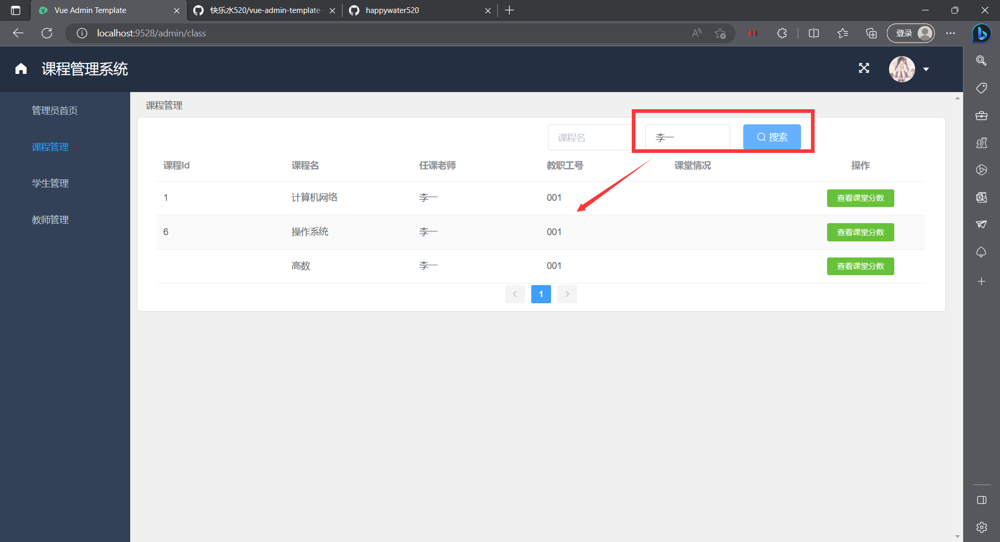 Vue Admin Template
快乐水520/vue-admin-template-
happywater520
localhost:9528/admin/class
登录
课程管理系统
管理员首页
课程管理
学生管理
教师管理
课程管理
课程名
李一
搜索
课程Id 课程名 任课老师 教职工号 课堂情况 操作
1 计算机网络 李一 001 查看课堂分数
6 操作系统 李一 001 查看课堂分数
高数 李一 001 查看课堂分数
1